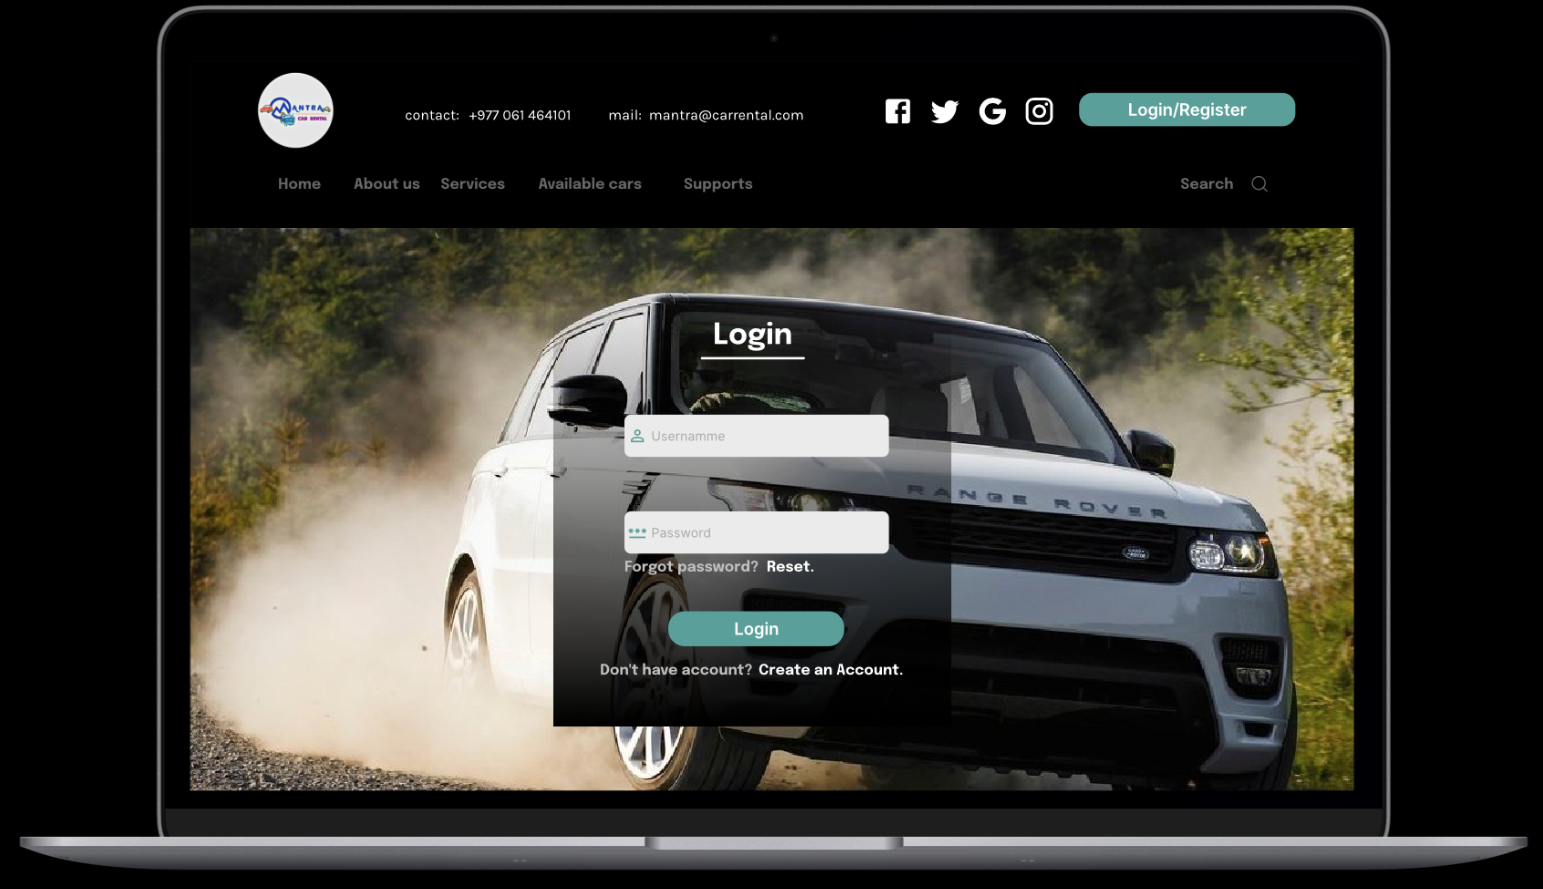 MANTRA
CAR RENTAL
contact: +977 061 464101
mail: mantra@carrental.com
Login/Register
Home
About us
Services
Available cars
Supports
Search
Login
Usernamme
RANGE ROVER
Password
Forgot password? Reset.
Login
Don't have account? Create an Account.